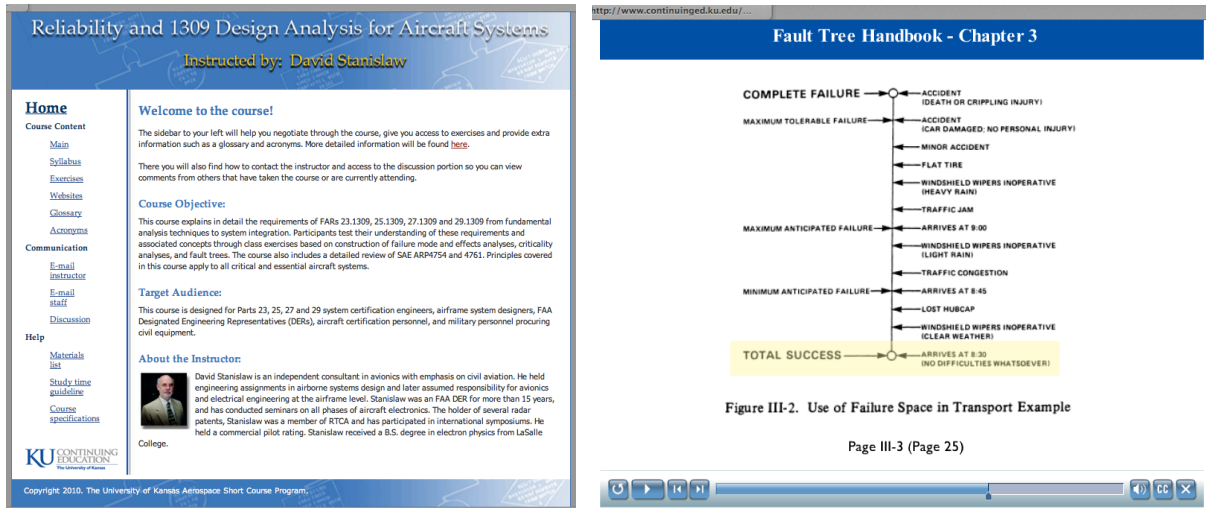 Reliability and 1309 Design Analysis for Aircraft Systems
Instructed by: David Stanislaw
Home
Course Content
Main
Syllabus
Exercises
Websites
Glossary
Acronyms
Communication
E-mail
instructor
E-mail
staff
Discussion
Help
Materials
list
Study time
guideline
Course
specifications
KU CONTINUING
EDUCATION
The University of Kansas
Welcome to the course!
The sidebar to your left will help you negotiate through the course, give you access to exercises and provide extra
information such as a glossary and acronyms. More detailed information will be found here.
There you will also find how to contact the instructor and access to the discussion portion so you can view
comments from others that have taken the course or are currently attending.
Course Objective:
This course explains in detail the requirements of FARs 23.1309, 25.1309, 27.1309 and 29.1309 from fundamental
analysis techniques to system integration. Participants test their understanding of these requirements and
associated concepts through class exercises based on construction of failure mode and effects analyses, criticality
analyses, and fault trees. The course also includes a detailed review of SAE ARP4754 and 4761. Principles covered
in this course apply to all critical and essential aircraft systems.
Target Audience:
This course is designed for Parts 23, 25, 27 and 29 system certification engineers, airframe system designers, FAA
Designated Engineering Representatives (DERs), aircraft certification personnel, and military personnel procuring
civil equipment.
About the Instructor:
David Stanislaw is an independent consultant in avionics with emphasis on civil aviation. He held
engineering assignments in airborne systems design and later assumed responsibility for avionics
and electrical engineering at the airframe level. Stanislaw was an FAA DER for more than 15 years,
and has conducted seminars on all phases of aircraft electronics. The holder of several radar
patents, Stanislaw was a member of RTCA and has participated in international symposiums. He
held a commercial pilot rating. Stanislaw received a B.S. degree in electron physics from LaSalle
College.
Copyright 2010. The University of Kansas Aerospace Short Course Program.
http://www.continuinged.ku.edu/...
Fault Tree Handbook - Chapter 3
COMPLETE FAILURE
ACCIDENT
(DEATH OR CRIPPLING INJURY)
MAXIMUM TOLERABLE FAILURE
ACCIDENT
(CAR DAMAGED; NO PERSONAL INJURY)
MINOR ACCIDENT
FLAT TIRE
WINDSHIELD WIPERS INOPERATIVE
(HEAVY RAIN)
TRAFFIC JAM
MAXIMUM ANTICIPATED FAILURE
ARRIVES AT 9:00
WINDSHIELD WIPERS INOPERATIVE
(LIGHT RAIN)
TRAFFIC CONGESTION
MINIMUM ANTICIPATED FAILURE
ARRIVES AT 8:45
LOST HUBCAP
WINDSHIELD WIPERS INOPERATIVE
(CLEAR WEATHER)
TOTAL SUCCESS
ARRIVES AT 8:30
(NO DIFFICULTIES WHATSOEVER)
Figure III-2. Use of Failure Space in Transport Example
Page III-3 (Page 25)
CC